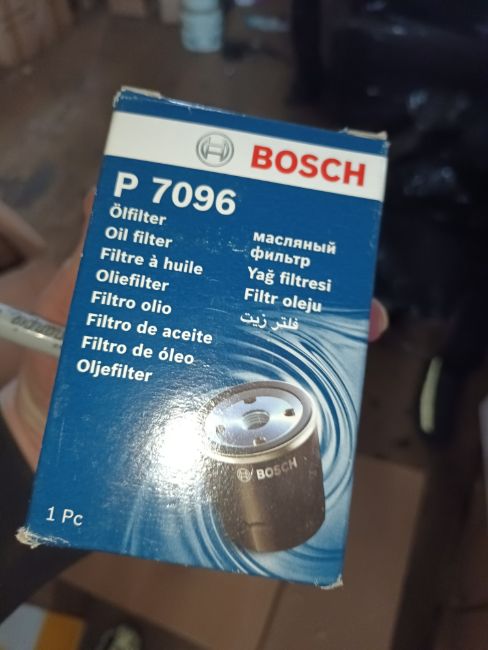 BOSCH
P 7096
Ölfilter
Oil filter
Filtre à huile
Oliefilter
Filtro olio
Filtro de aceite
Filtro de óleo
Oljefilter
масляный
фильтр
Yağ filtresi
Filtr oleju
فلتر زيت
BOSCH
1 Pc